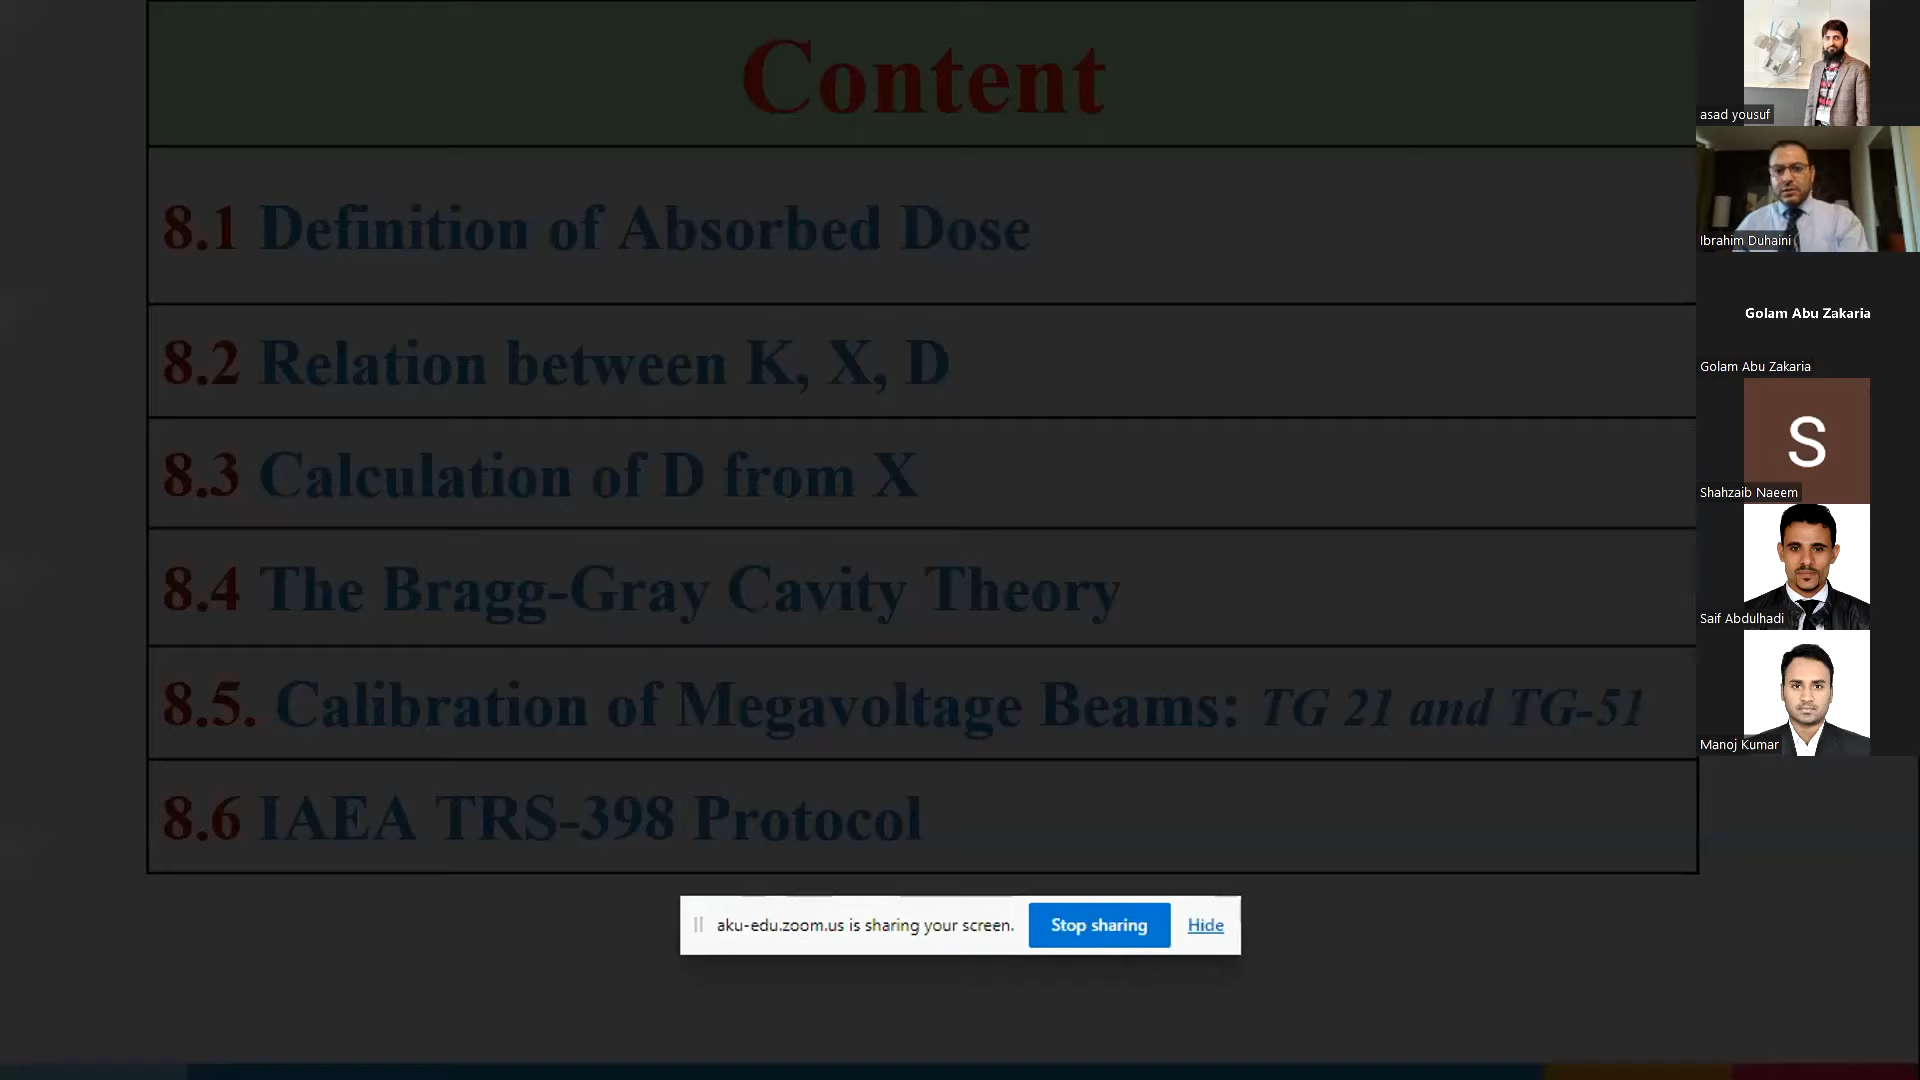 Content
8.1 Definition of Absorbed Dose
8.2 Relation between K, X, D
8.3 Calculation of D from X
8.4 The Bragg-Gray Cavity Theory
8.5. Calibration of Megavoltage Beams: TG 21 and TG-51
8.6 IAEA TRS-398 Protocol
aku-edu.zoom.us is sharing your screen. Stop sharing Hide
asad yousuf
Ibrahim Duhaini
Golam Abu Zakaria
Golam Abu Zakaria
S
Shahzaib Naeem
Saif Abdulhadi
Manoj Kumar